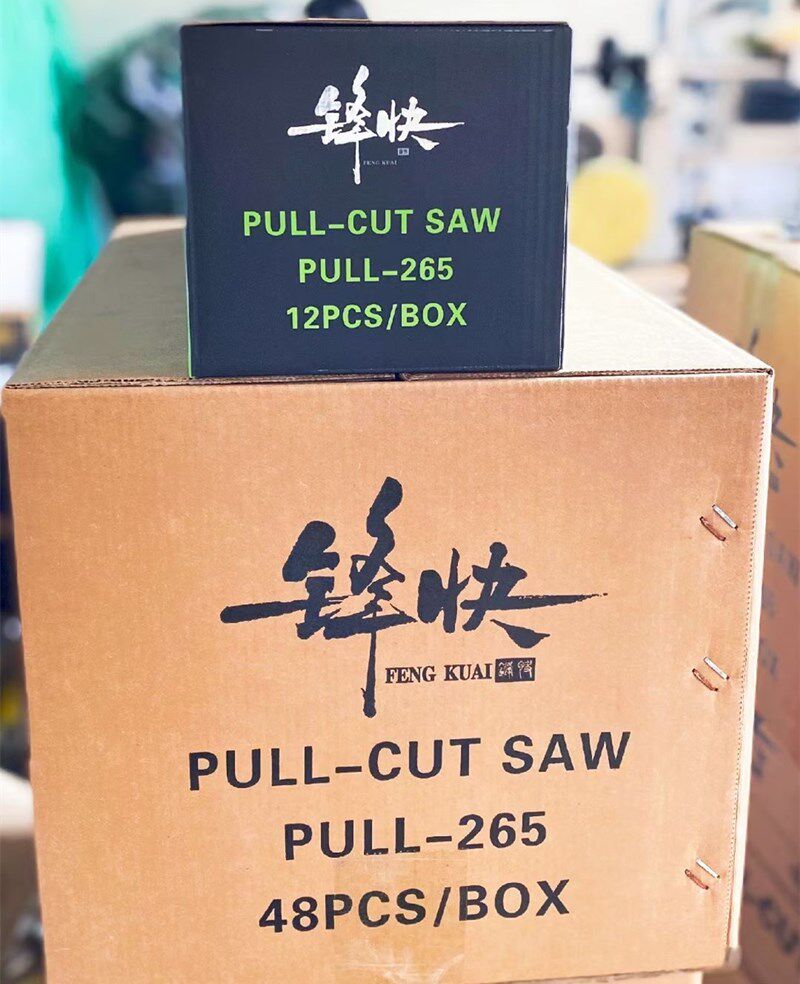 锋快
FENG KUAI
PULL-CUT SAW
PULL-265
12PCS/BOX
锋快
FENG KUAI
PULL-CUT SAW
PULL-265
48PCS/BOX